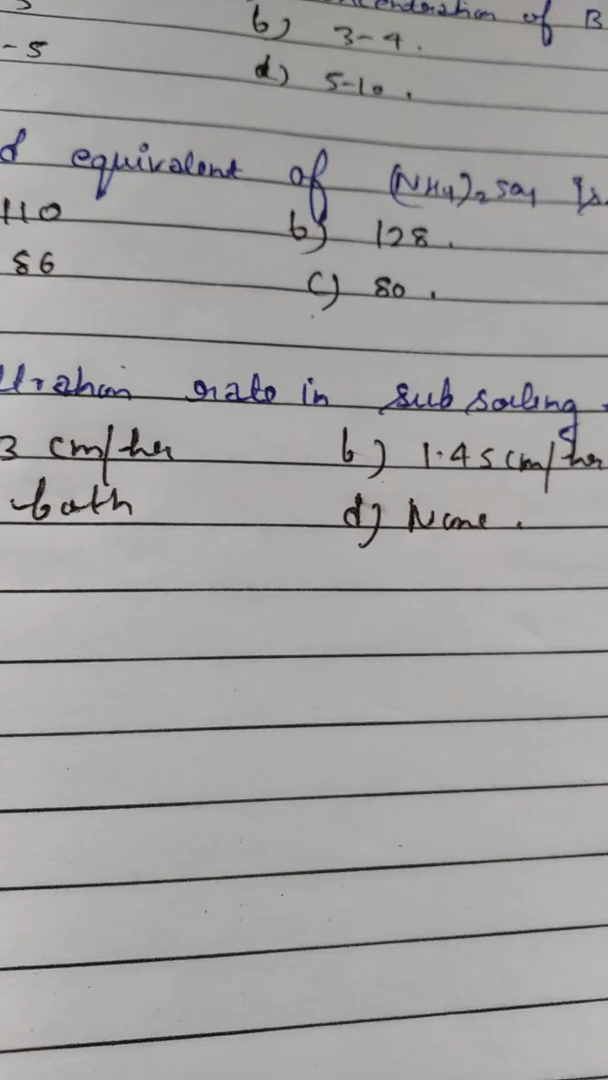 of B
b) 3-4.
-5
d) 5-10.
equivalent of (NH4)2SO4 Is
110 b) 128.
86 c) 80.
rate in sub soiling
3 cm/hr b) 1.45 cm/hr
both d) None.